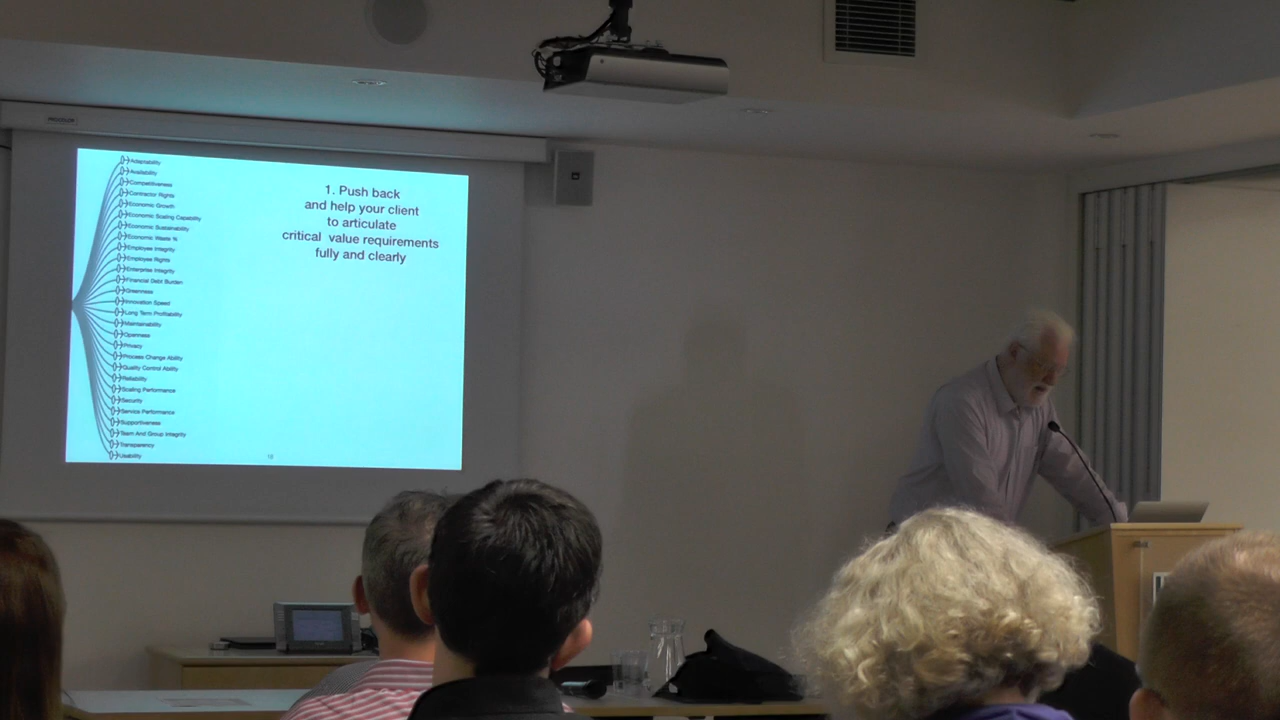 Adaptability
Availability
Competitiveness
Contractor Rights
Economic Growth
Economic Scaling Capability
Economic Sustainability
Economic Waste %
Employee Integrity
Employee Rights
Enterprise Integrity
Financial Debt Burden
Greenness
Innovation Speed
Long Term Profitability
Maintainability
Openness
Privacy
Process Change Ability
Quality Control Ability
Reliability
Scaling Performance
Security
Service Performance
Supportiveness
Team And Group Integrity
Transparency
Usability
1. Push back
and help your client
to articulate
critical value requirements
fully and clearly